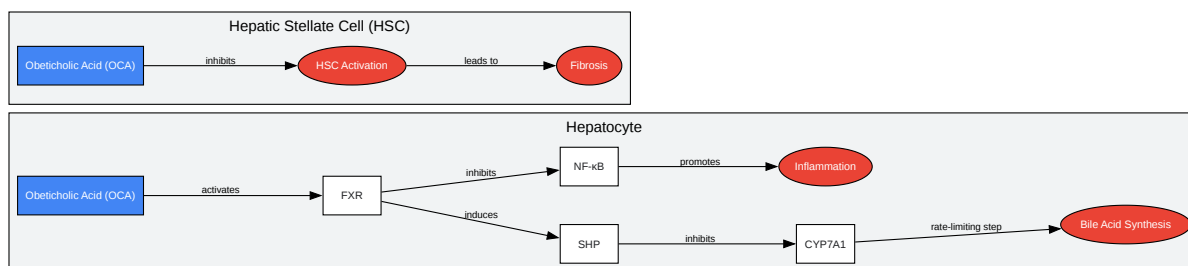 Hepatic Stellate Cell (HSC)
Obeticholic Acid (OCA)
inhibits
HSC Activation
leads to
Fibrosis
Hepatocyte
Obeticholic Acid (OCA)
activates
FXR
inhibits
NF-κB
promotes
Inflammation
induces
SHP
inhibits
CYP7A1
rate-limiting step
Bile Acid Synthesis